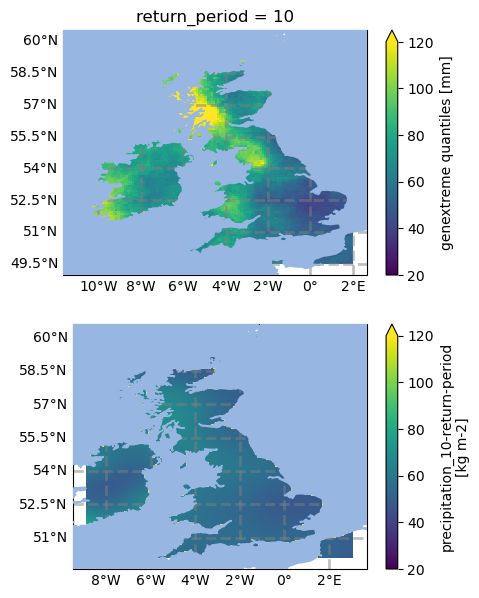 return_period = 10
60°N
58.5°N
57°N
55.5°N
54°N
52.5°N
51°N
49.5°N
10°W 8°W 6°W 4°W 2°W 0° 2°E
120
100
80
60
40
20
genextreme quantiles [mm]
60°N
58.5°N
57°N
55.5°N
54°N
52.5°N
51°N
8°W 6°W 4°W 2°W 0° 2°E
120
100
80
60
40
20
precipitation_10-return-period
[kg m-2]